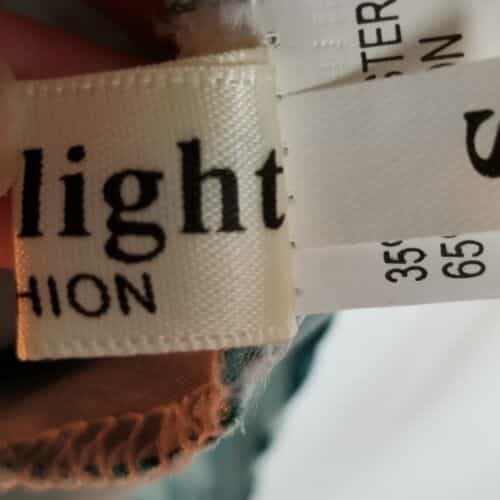 light
HION
STER
ON
S
35%
65%